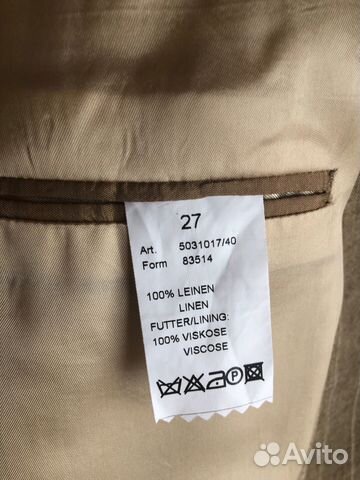 27
Art. 5031017/40
Form 83514
100% LEINEN
LINEN
FUTTER/LINING:
100% VISKOSE
VISCOSE
P
Avito